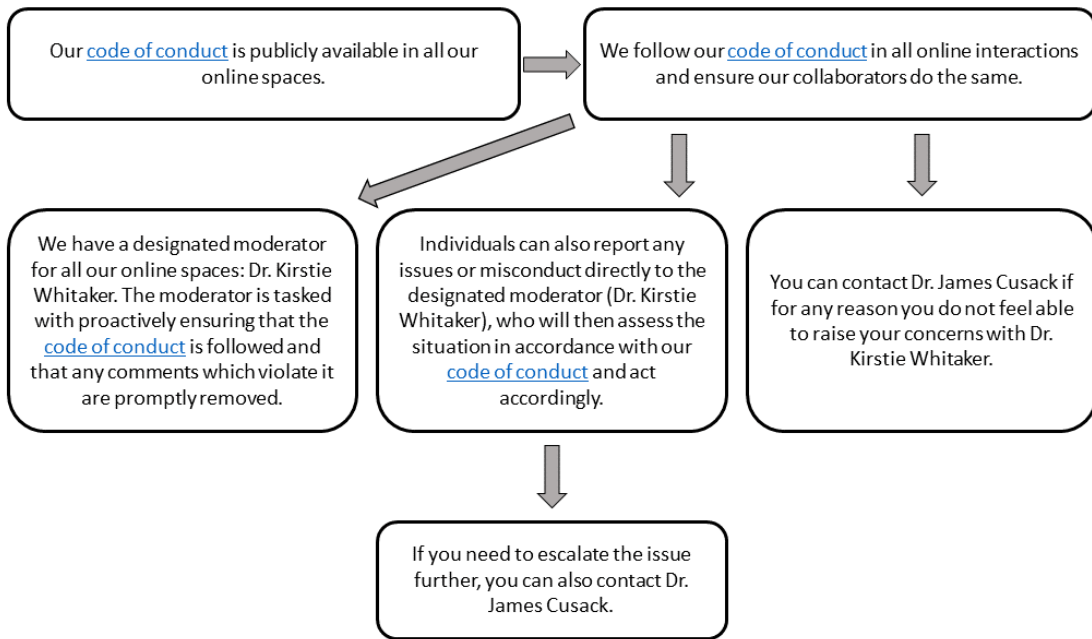 Our code of conduct is publicly available in all our
online spaces.
We follow our code of conduct in all online interactions
and ensure our collaborators do the same.
We have a designated moderator
for all our online spaces: Dr. Kirstie
Whitaker. The moderator is tasked
with proactively ensuring that the
code of conduct is followed and
that any comments which violate it
are promptly removed.
Individuals can also report any
issues or misconduct directly to the
designated moderator (Dr. Kirstie
Whitaker), who will then assess the
situation in accordance with our
code of conduct and act
accordingly.
You can contact Dr. James Cusack if
for any reason you do not feel able
to raise your concerns with Dr.
Kirstie Whitaker.
If you need to escalate the issue
further, you can also contact Dr.
James Cusack.